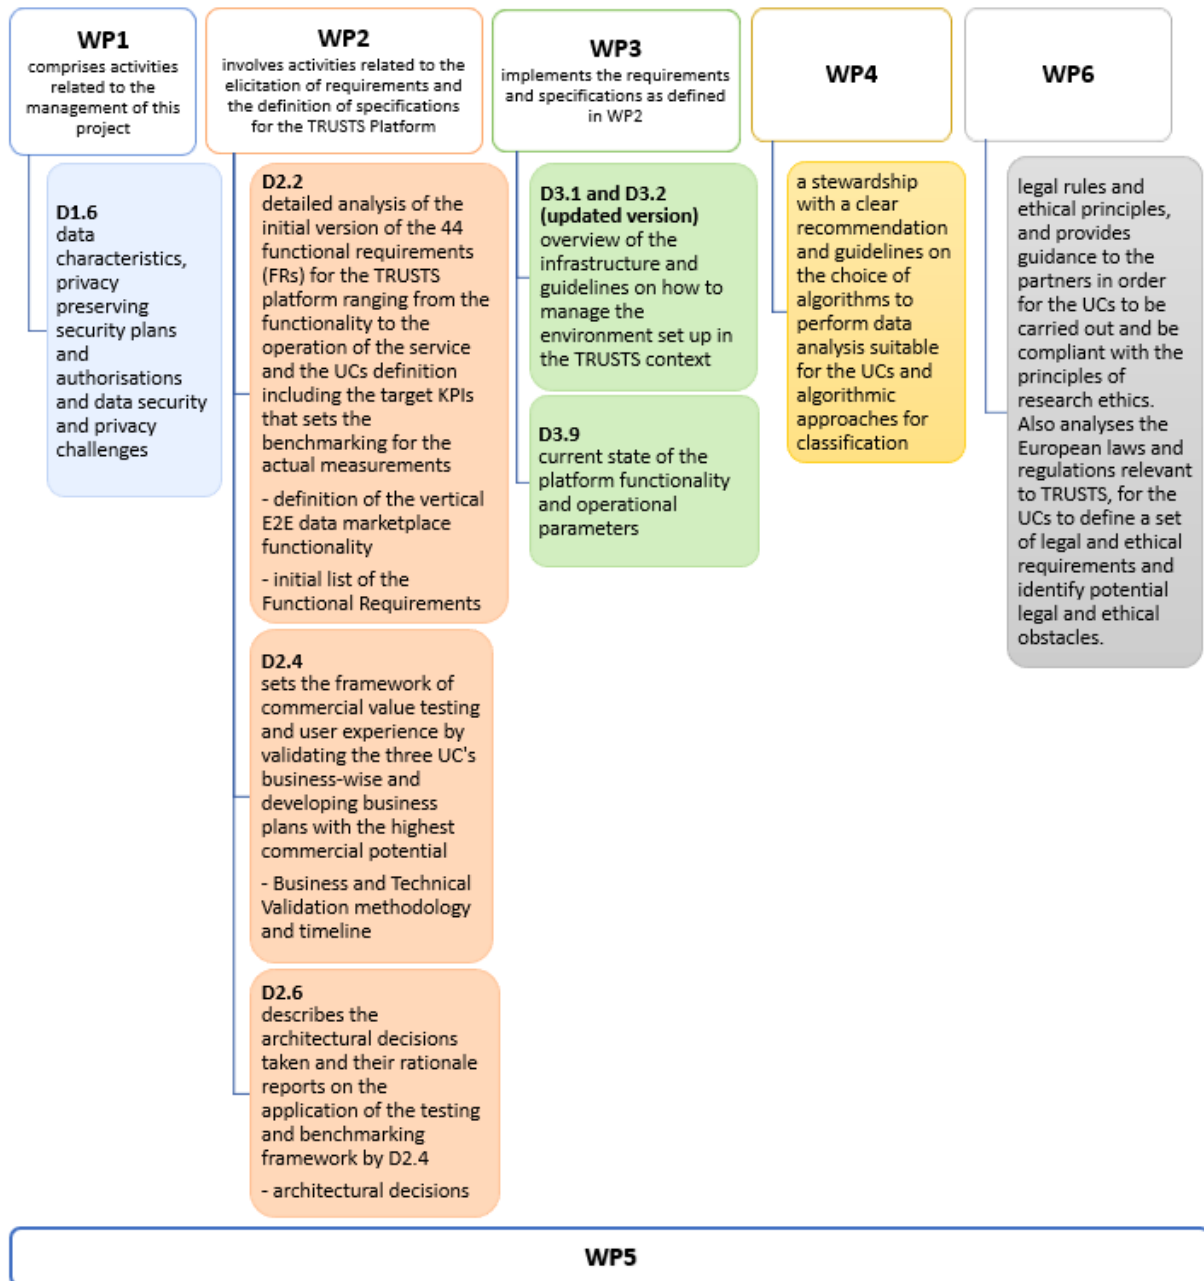 WP1
comprises activities
related to the
management of this
project
D1.6
data
characteristics,
privacy
preserving
security plans
and
authorisations
and data security
and privacy
challenges
WP2
involves activities related to the
elicitation of requirements and
the definition of specifications
for the TRUSTS Platform
D2.2
detailed analysis of the
initial version of the 44
functional requirements
(FRs) for the TRUSTS
platform ranging from the
functionality to the
operation of the service
and the UCs definition
including the target KPIs
that sets the
benchmarking for the
actual measurements
- definition of the vertical
E2E data marketplace
functionality
- initial list of the
Functional Requirements
D2.4
sets the framework of
commercial value testing
and user experience by
validating the three UC's
business-wise and
developing business
plans with the highest
commercial potential
- Business and Technical
Validation methodology
and timeline
D2.6
describes the
architectural decisions
taken and their rationale
reports on the
application of the testing
and benchmarking
framework by D2.4
- architectural decisions
WP3
implements the requirements
and specifications as defined
in WP2
D3.1 and D3.2
(updated version)
overview of the
infrastructure and
guidelines on how to
manage the
environment set up in
the TRUSTS context
D3.9
current state of the
platform functionality
and operational
parameters
WP4
a stewardship
with a clear
recommendation
and guidelines on
the choice of
algorithms to
perform data
analysis suitable
for the UCs and
algorithmic
approaches for
classification
WP6
legal rules and
ethical principles,
and provides
guidance to the
partners in order
for the UCs to be
carried out and be
compliant with the
principles of
research ethics.
Also analyses the
European laws and
regulations relevant
to TRUSTS, for the
UCs to define a set
of legal and ethical
requirements and
identify potential
legal and ethical
obstacles.
WP5